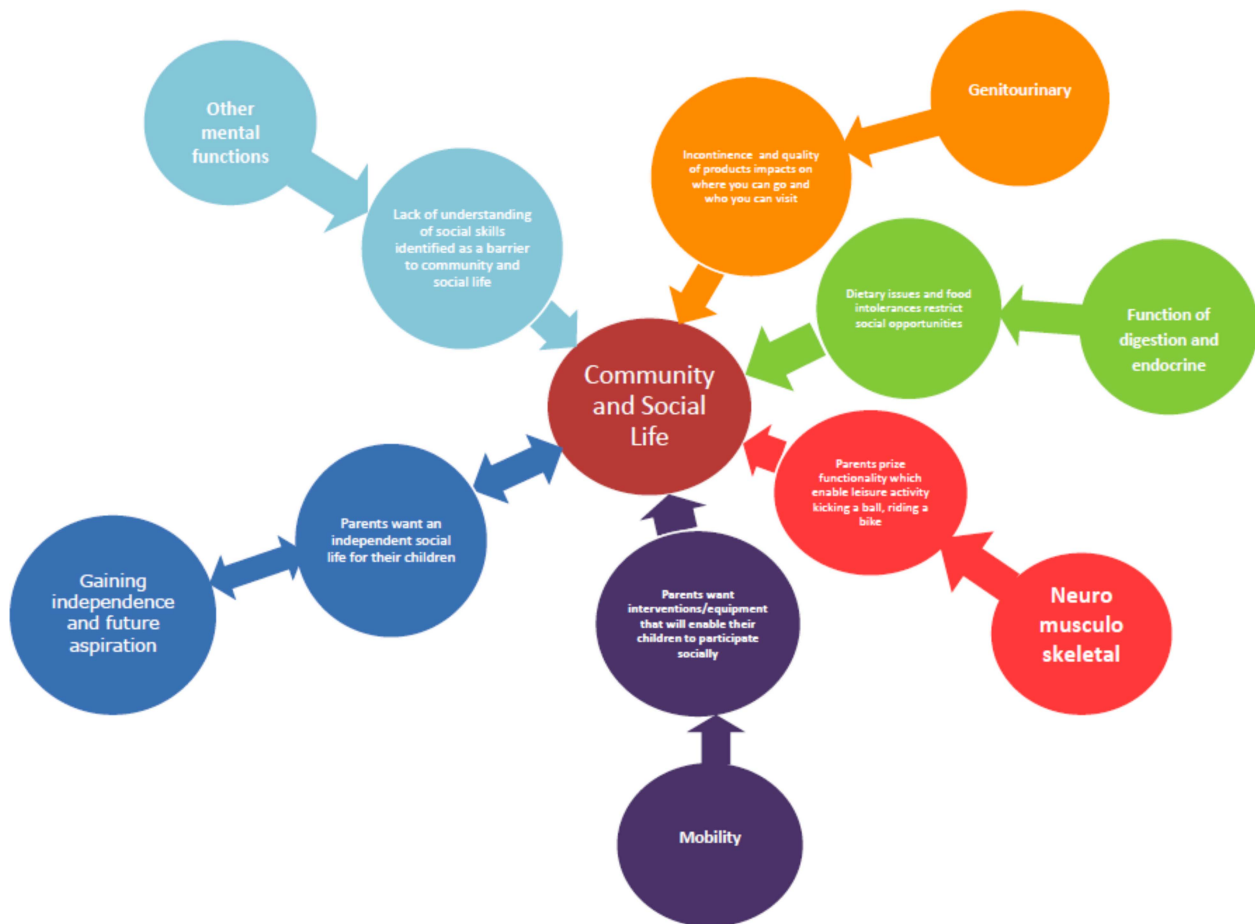 Other
mental
functions
Lack of understanding
of social skills
identified as a barrier
to community and
social life
Incontinence and quality
of products impacts on
where you can go and
who you can visit
Genitourinary
Dietary issues and food
intolerances restrict
social opportunities
Function of
digestion and
endocrine
Community
and Social
Life
Parents prize
functionality which
enable leisure activity
kicking a ball, riding a
bike
Neuro
musculo
skeletal
Parents want an
independent social
life for their children
Gaining
independence
and future
aspiration
Parents want
interventions/equipment
that will enable their
children to participate
socially
Mobility